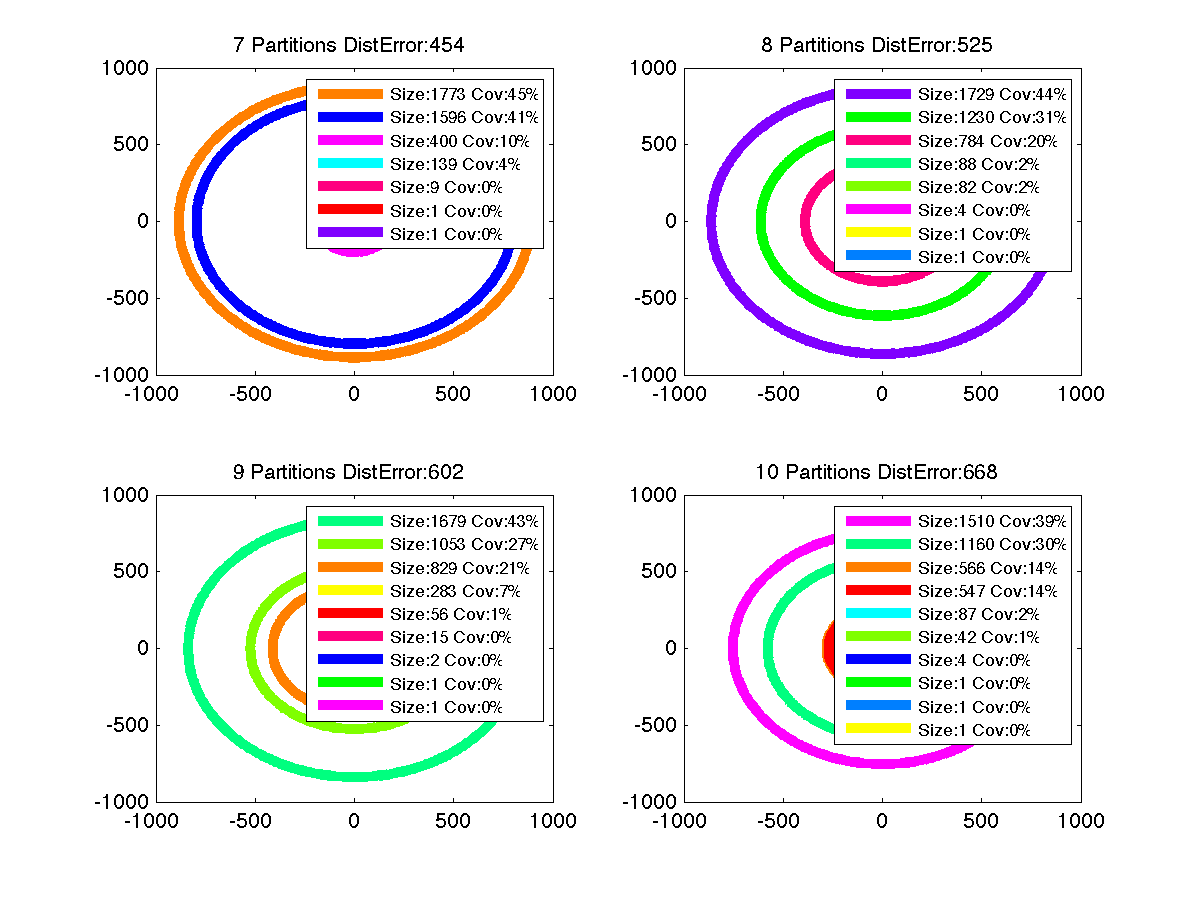 7 Partitions DistError:454
1000
500
0
-500
-1000
-1000 -500 0 500 1000
Size:1773 Cov:45%
Size:1596 Cov:41%
Size:400 Cov:10%
Size:139 Cov:4%
Size:9 Cov:0%
Size:1 Cov:0%
Size:1 Cov:0%
8 Partitions DistError:525
1000
500
0
-500
-1000
-1000 -500 0 500 1000
Size:1729 Cov:44%
Size:1230 Cov:31%
Size:784 Cov:20%
Size:88 Cov:2%
Size:82 Cov:2%
Size:4 Cov:0%
Size:1 Cov:0%
Size:1 Cov:0%
9 Partitions DistError:602
1000
500
0
-500
-1000
-1000 -500 0 500 1000
Size:1679 Cov:43%
Size:1053 Cov:27%
Size:829 Cov:21%
Size:283 Cov:7%
Size:56 Cov:1%
Size:15 Cov:0%
Size:2 Cov:0%
Size:1 Cov:0%
Size:1 Cov:0%
10 Partitions DistError:668
1000
500
0
-500
-1000
-1000 -500 0 500 1000
Size:1510 Cov:39%
Size:1160 Cov:30%
Size:566 Cov:14%
Size:547 Cov:14%
Size:87 Cov:2%
Size:42 Cov:1%
Size:4 Cov:0%
Size:1 Cov:0%
Size:1 Cov:0%
Size:1 Cov:0%